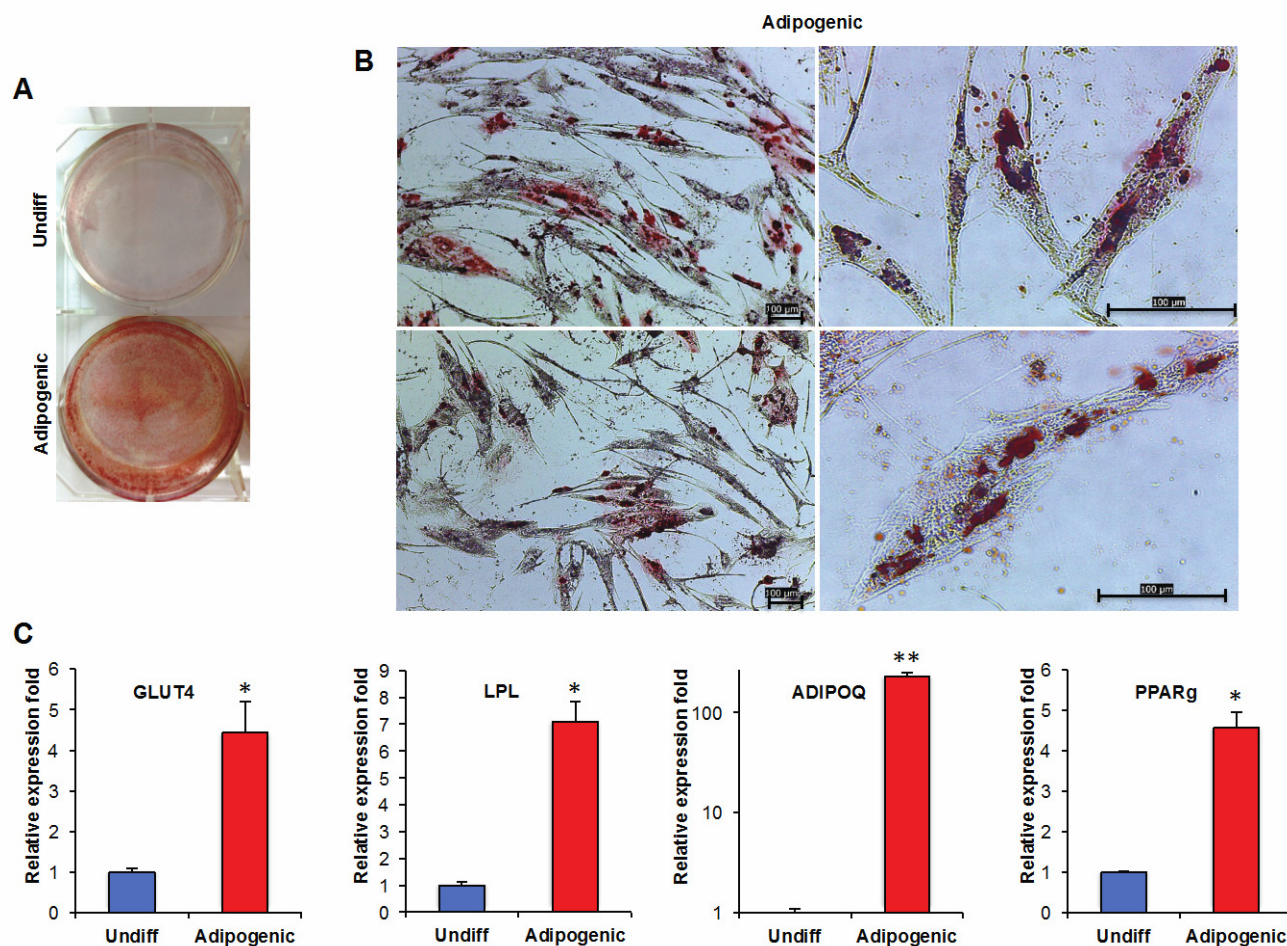 Adipogenic
A
B
Undiff
Adipogenic
100 µm
100 µm
100 µm
100 µm
C
Relative expression fold
GLUT4
*
6
5
4
3
2
1
0
Undiff Adipogenic
Relative expression fold
LPL
*
9
8
7
6
5
4
3
2
1
0
Undiff Adipogenic
Relative expression fold
ADIPOQ
**
100
10
1
Undiff Adipogenic
Relative expression fold
PPARg
*
6
5
4
3
2
1
0
Undiff Adipogenic